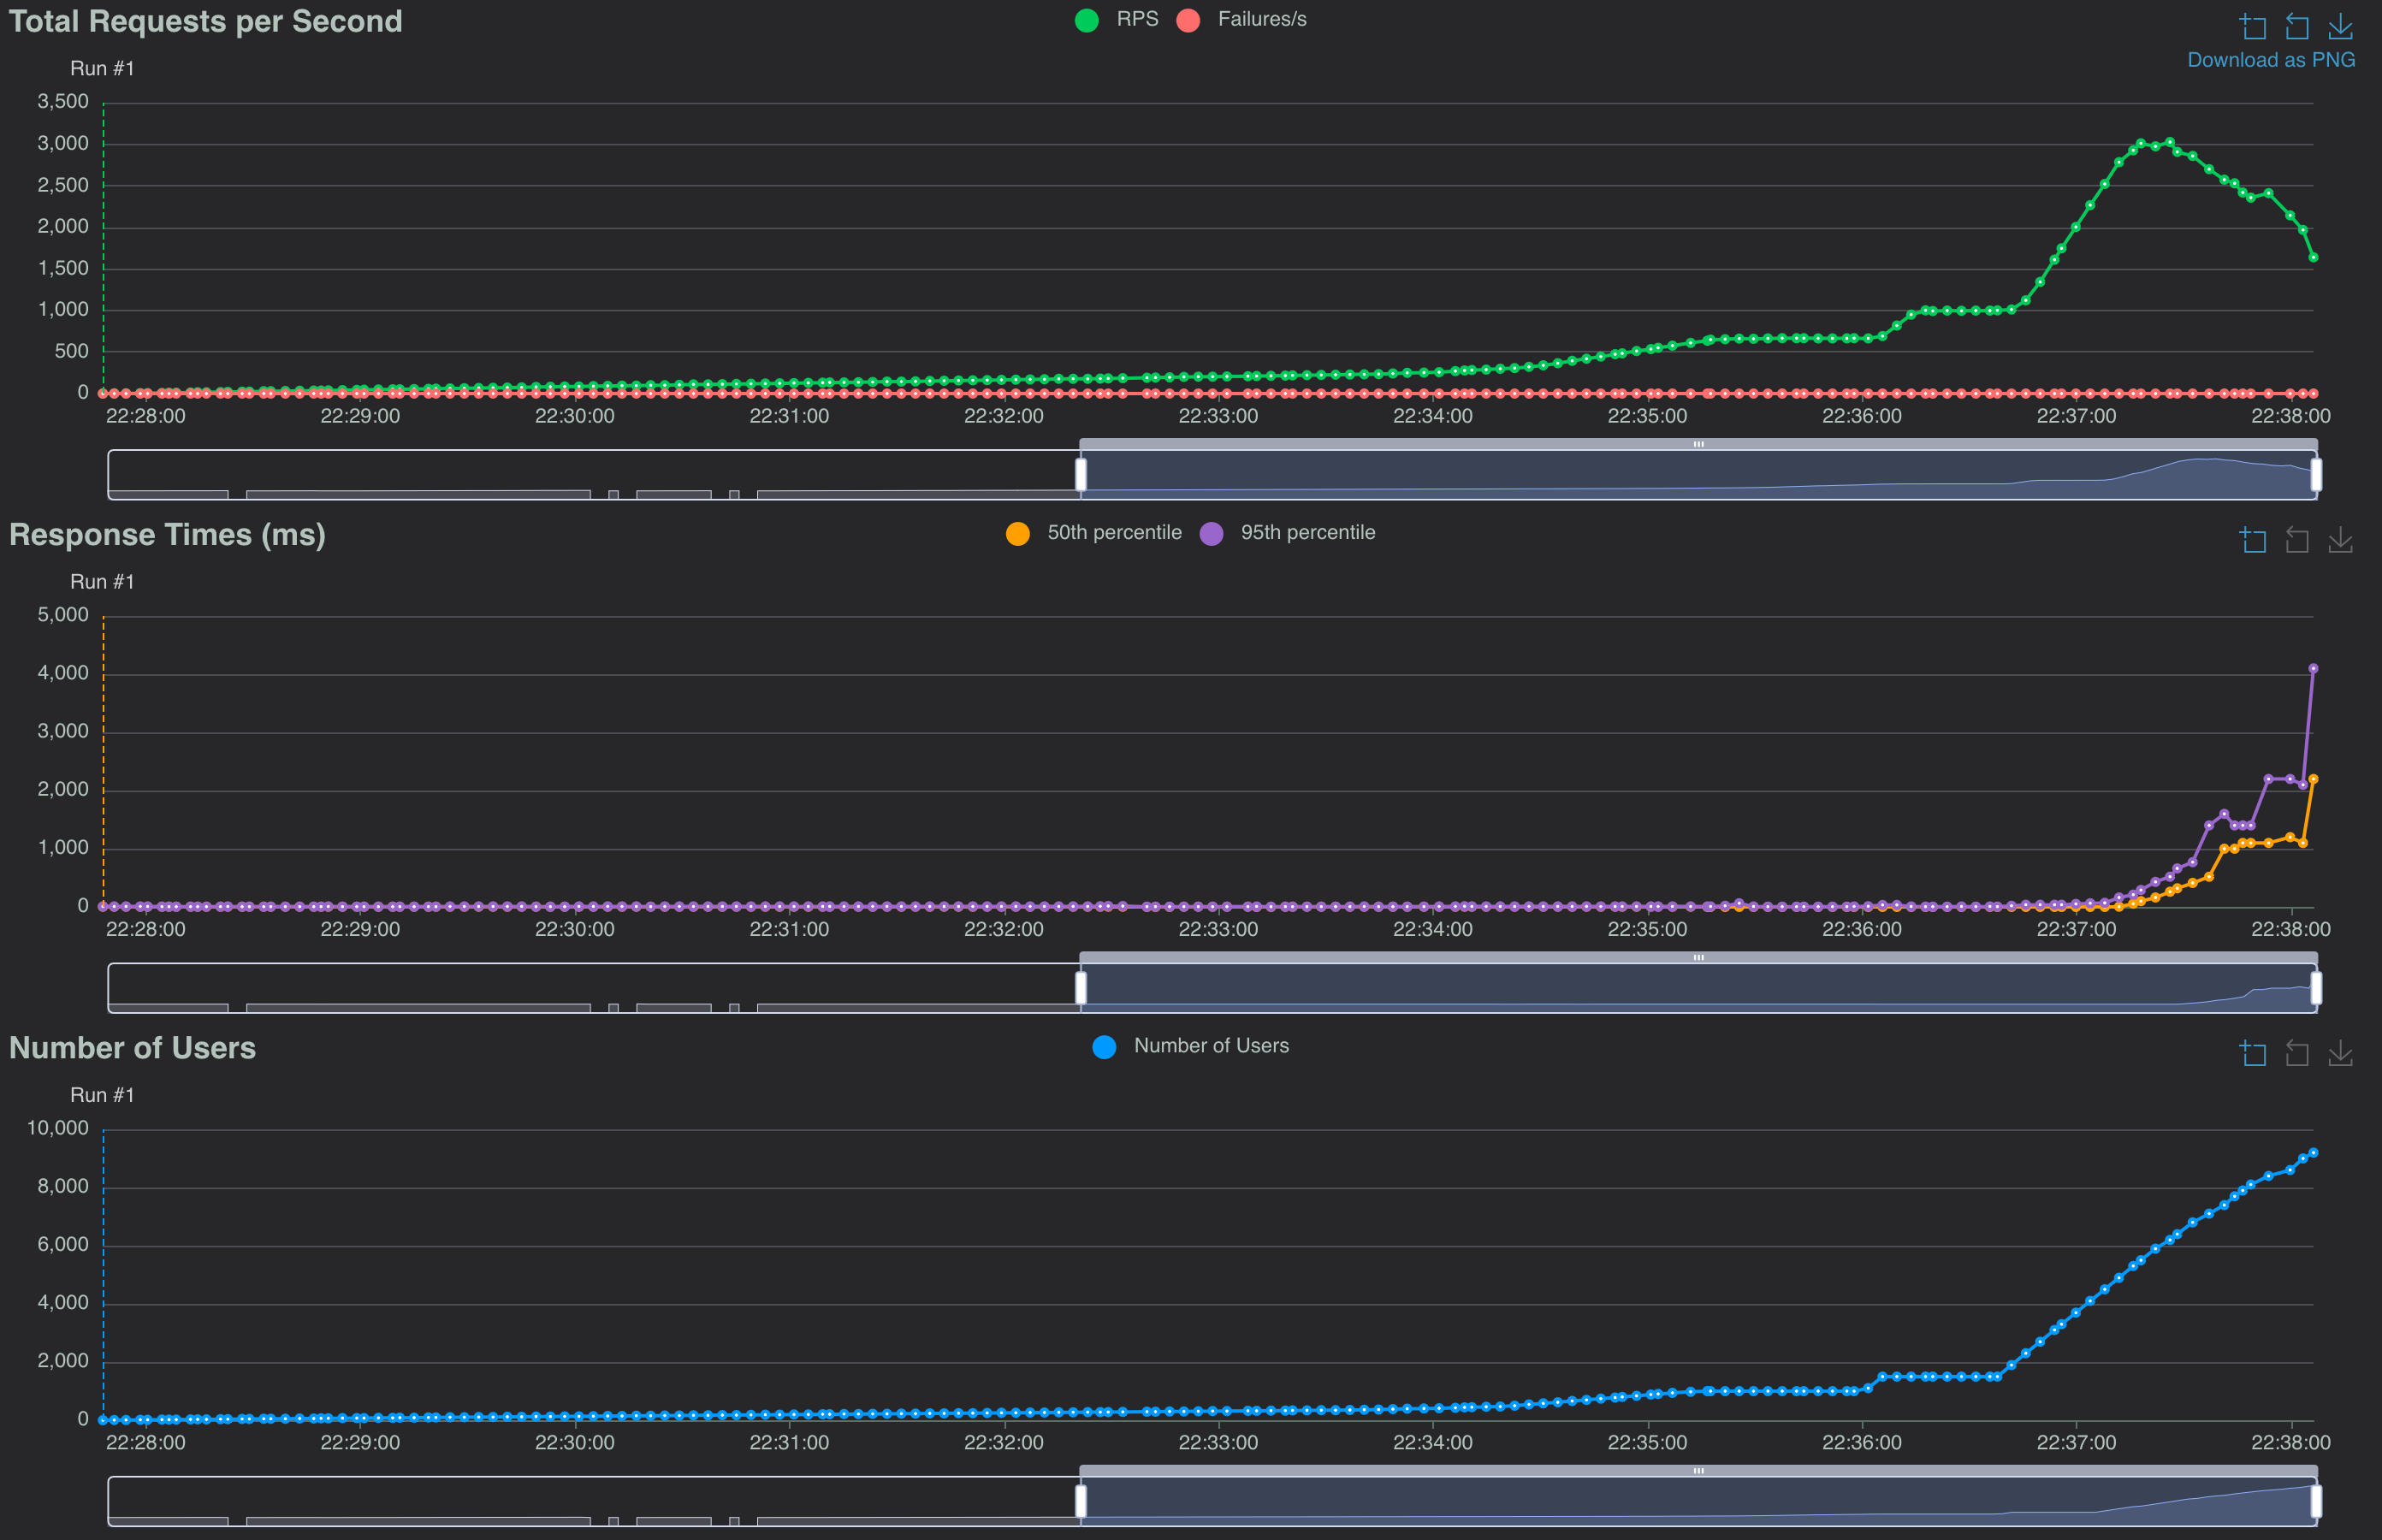 Total Requests per Second
RPS Failures/s
Download as PNG
Run #1
3,500
3,000
2,500
2,000
1,500
1,000
500
0
22:28:00 22:29:00 22:30:00 22:31:00 22:32:00 22:33:00 22:34:00 22:35:00 22:36:00 22:37:00 22:38:00
Response Times (ms)
50th percentile 95th percentile
Run #1
5,000
4,000
3,000
2,000
1,000
0
22:28:00 22:29:00 22:30:00 22:31:00 22:32:00 22:33:00 22:34:00 22:35:00 22:36:00 22:37:00 22:38:00
Number of Users
Number of Users
Run #1
10,000
8,000
6,000
4,000
2,000
0
22:28:00 22:29:00 22:30:00 22:31:00 22:32:00 22:33:00 22:34:00 22:35:00 22:36:00 22:37:00 22:38:00